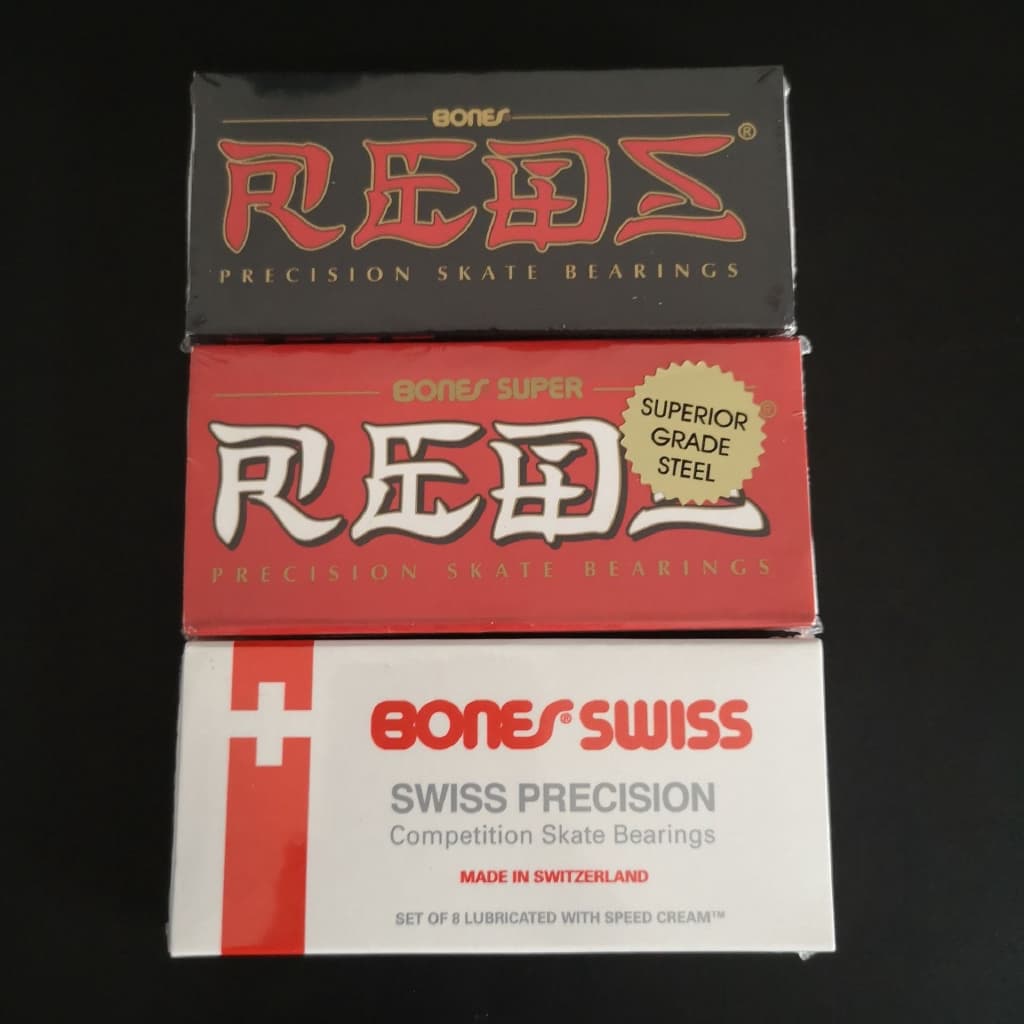 BONES
REDS®
PRECISION SKATE BEARINGS
BONES SUPER
REDS®
SUPERIOR
GRADE
STEEL
PRECISION SKATE BEARINGS
BONES® SWISS
SWISS PRECISION
Competition Skate Bearings
MADE IN SWITZERLAND
SET OF 8 LUBRICATED WITH SPEED CREAM™